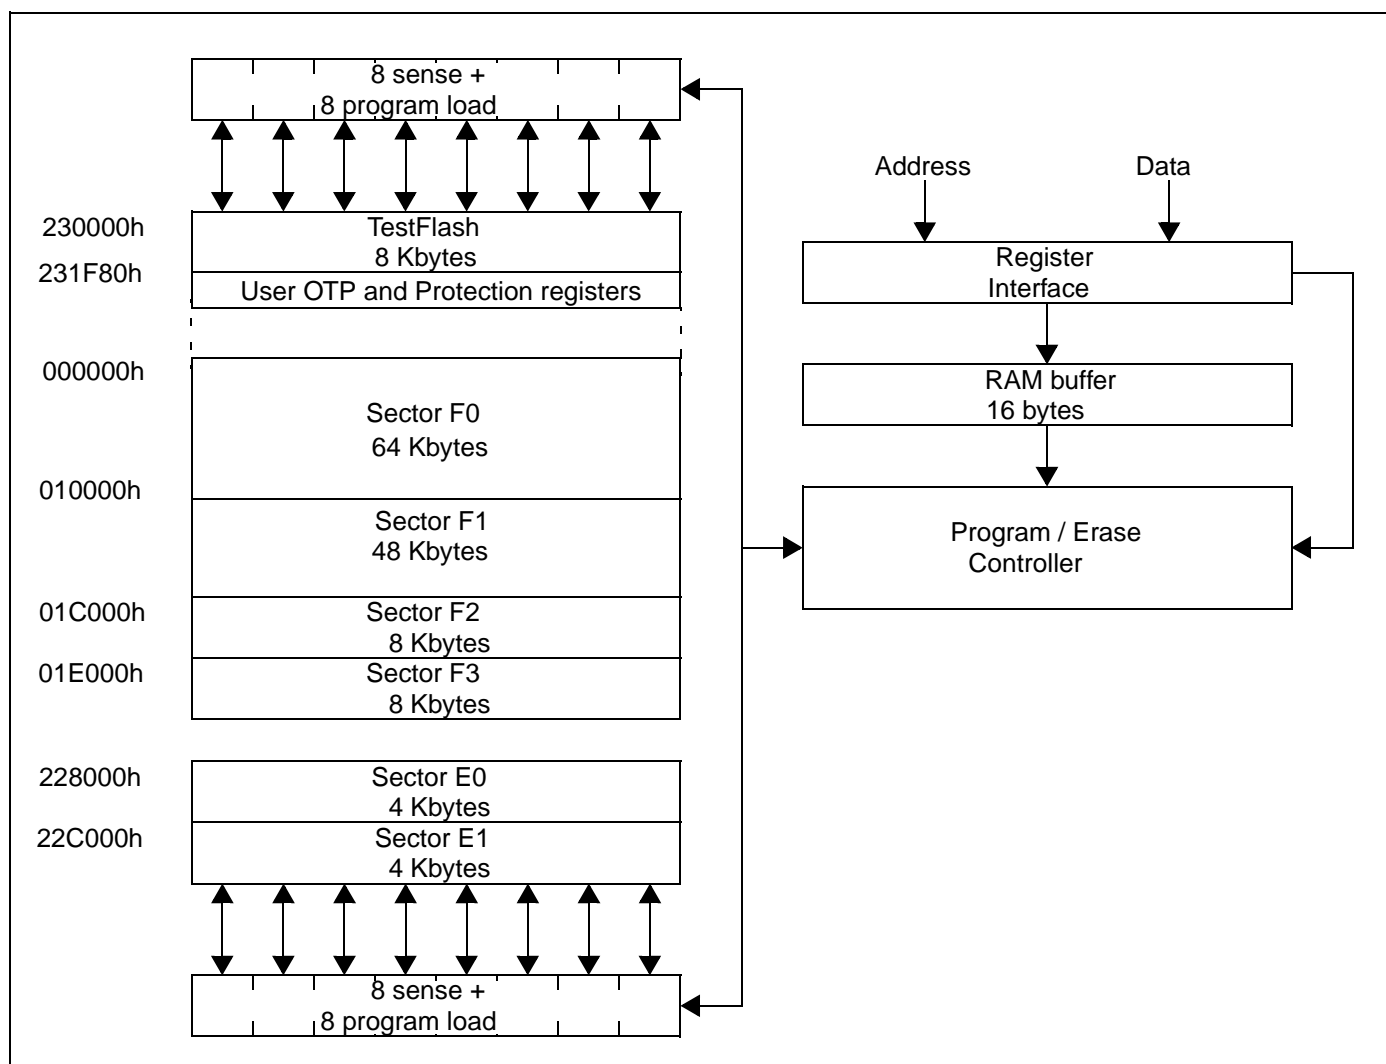 8 sense +
8 program load
Address
Data
230000h
TestFlash
8 Kbytes
231F80h
User OTP and Protection registers
Register
Interface
000000h
Sector F0
64 Kbytes
RAM buffer
16 bytes
010000h
Sector F1
48 Kbytes
Program / Erase
Controller
01C000h
Sector F2
8 Kbytes
01E000h
Sector F3
8 Kbytes
228000h
Sector E0
4 Kbytes
22C000h
Sector E1
4 Kbytes
8 sense +
8 program load